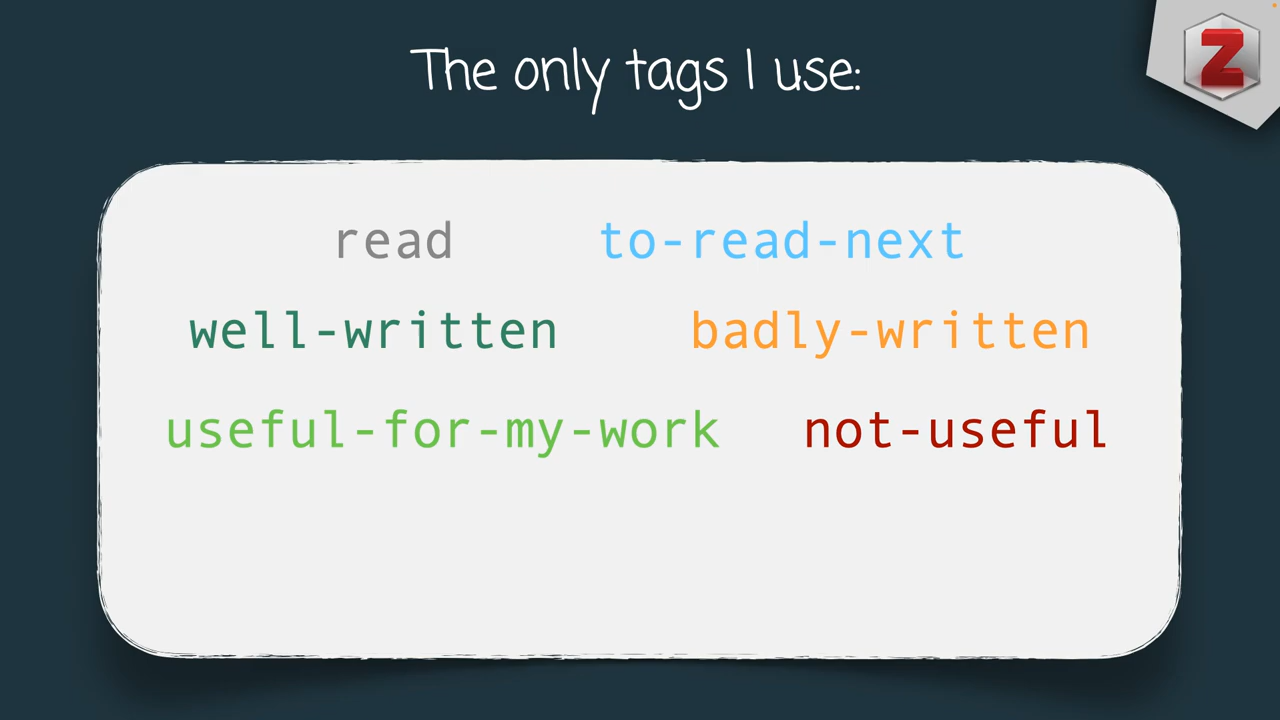 The only tags I use:
Z
read to-read-next
well-written badly-written
useful-for-my-work not-useful